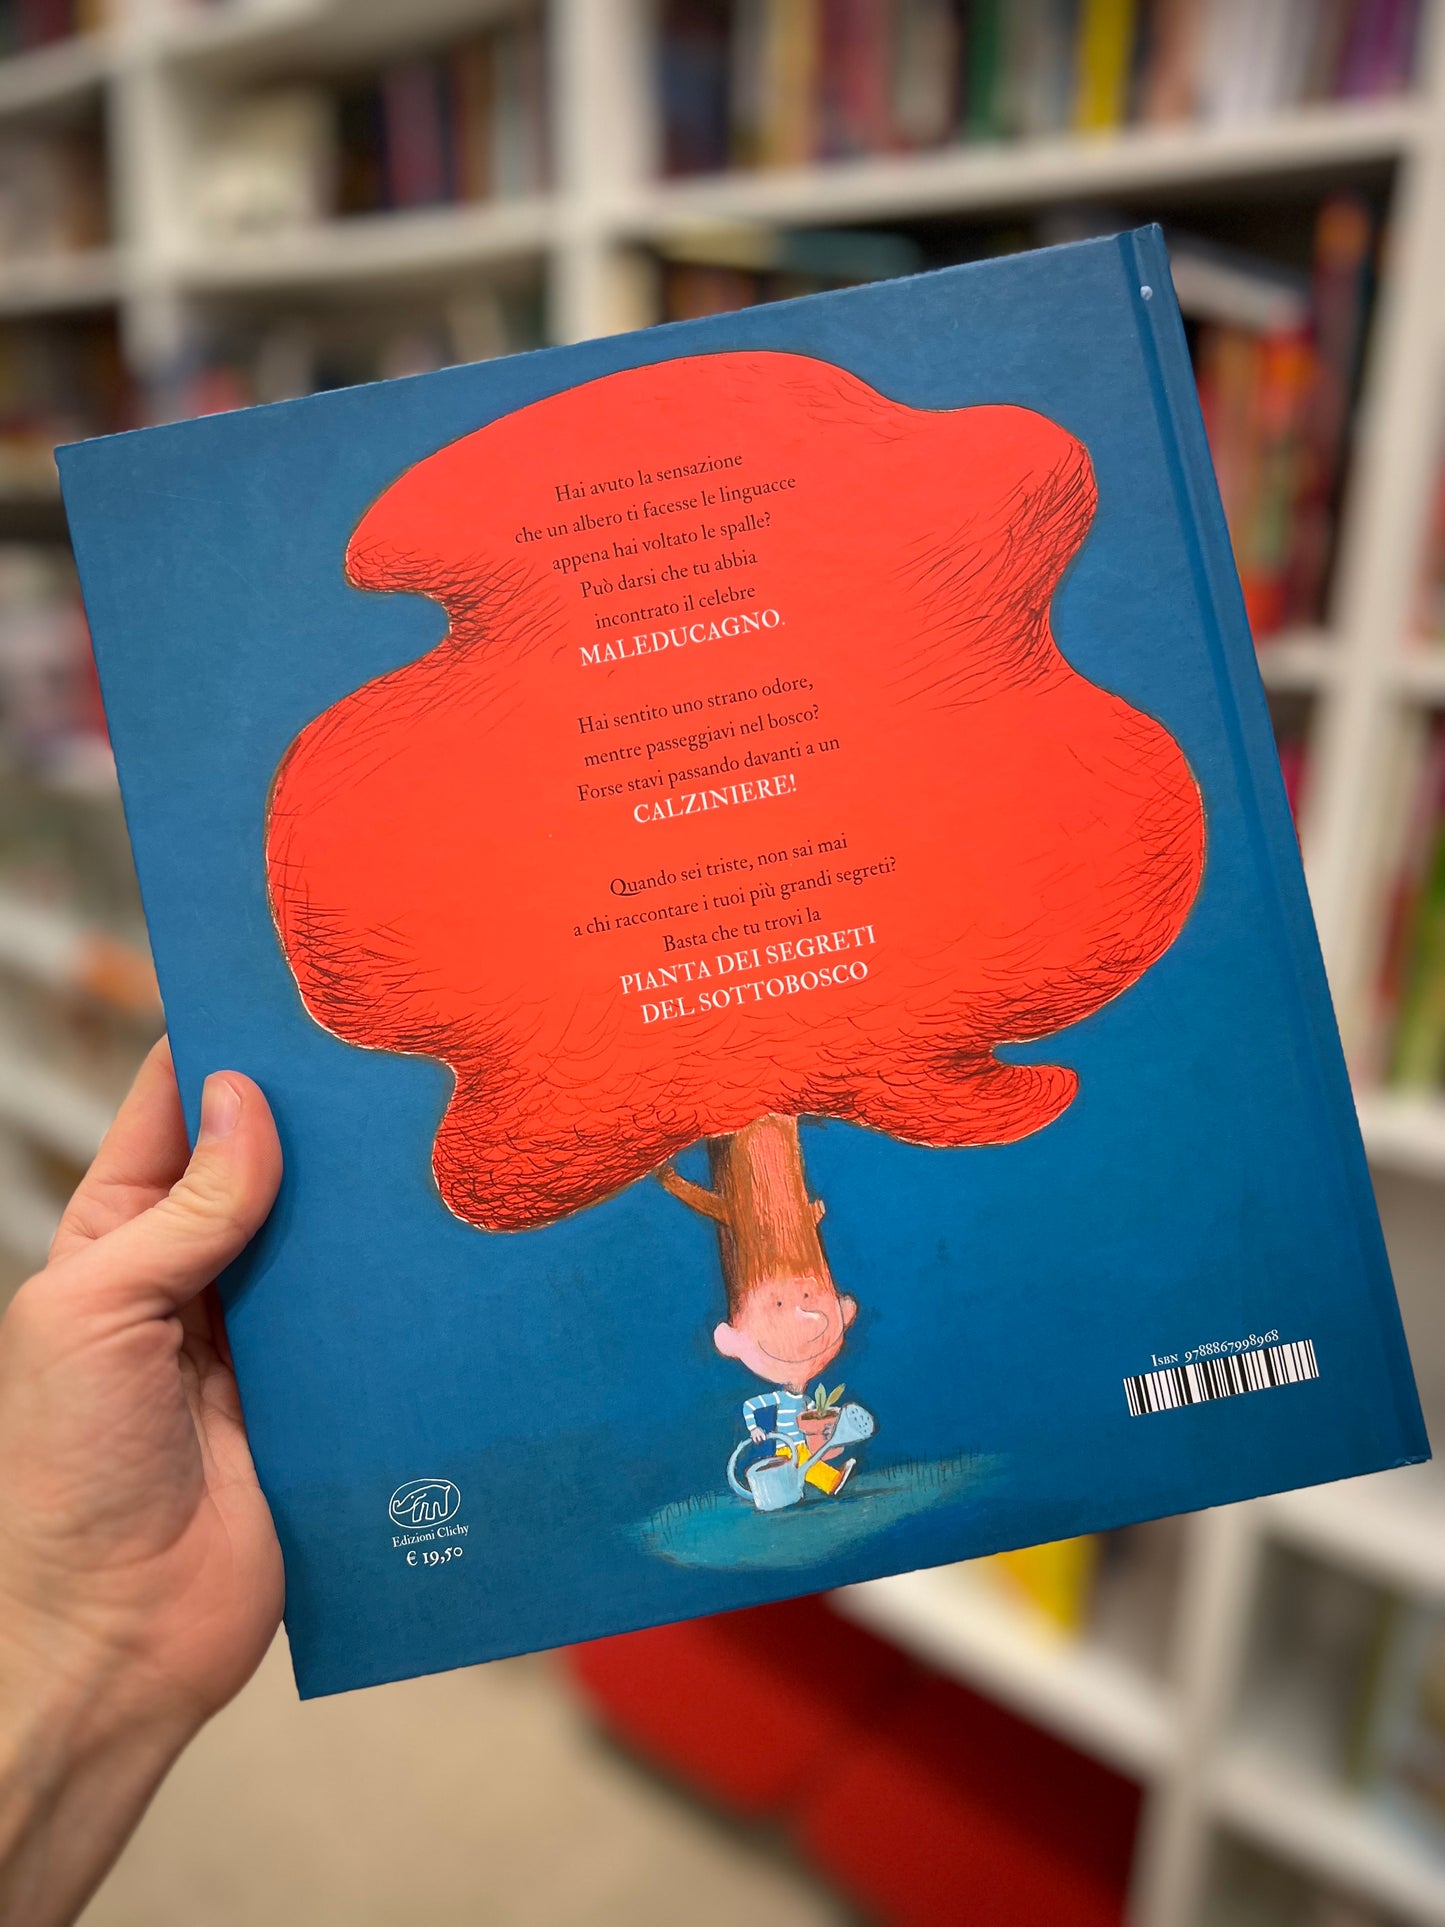 Hai avuto la sensazione
che un albero ti facesse le linguacce
appena hai voltato le spalle?
Può darsi che tu abbia
incontrato il celebre
MALEDUCAGNO.
Hai sentito uno strano odore,
mentre passeggiavi nel bosco?
Forse stavi passando davanti a un
CALZINIERE!
Quando sei triste, non sai mai
a chi raccontare i tuoi più grandi segreti?
Basta che tu trovi la
PIANTA DEI SEGRETI
DEL SOTTOBOSCO
ISBN 9788867998968
Edizioni Clichy
€ 19,50